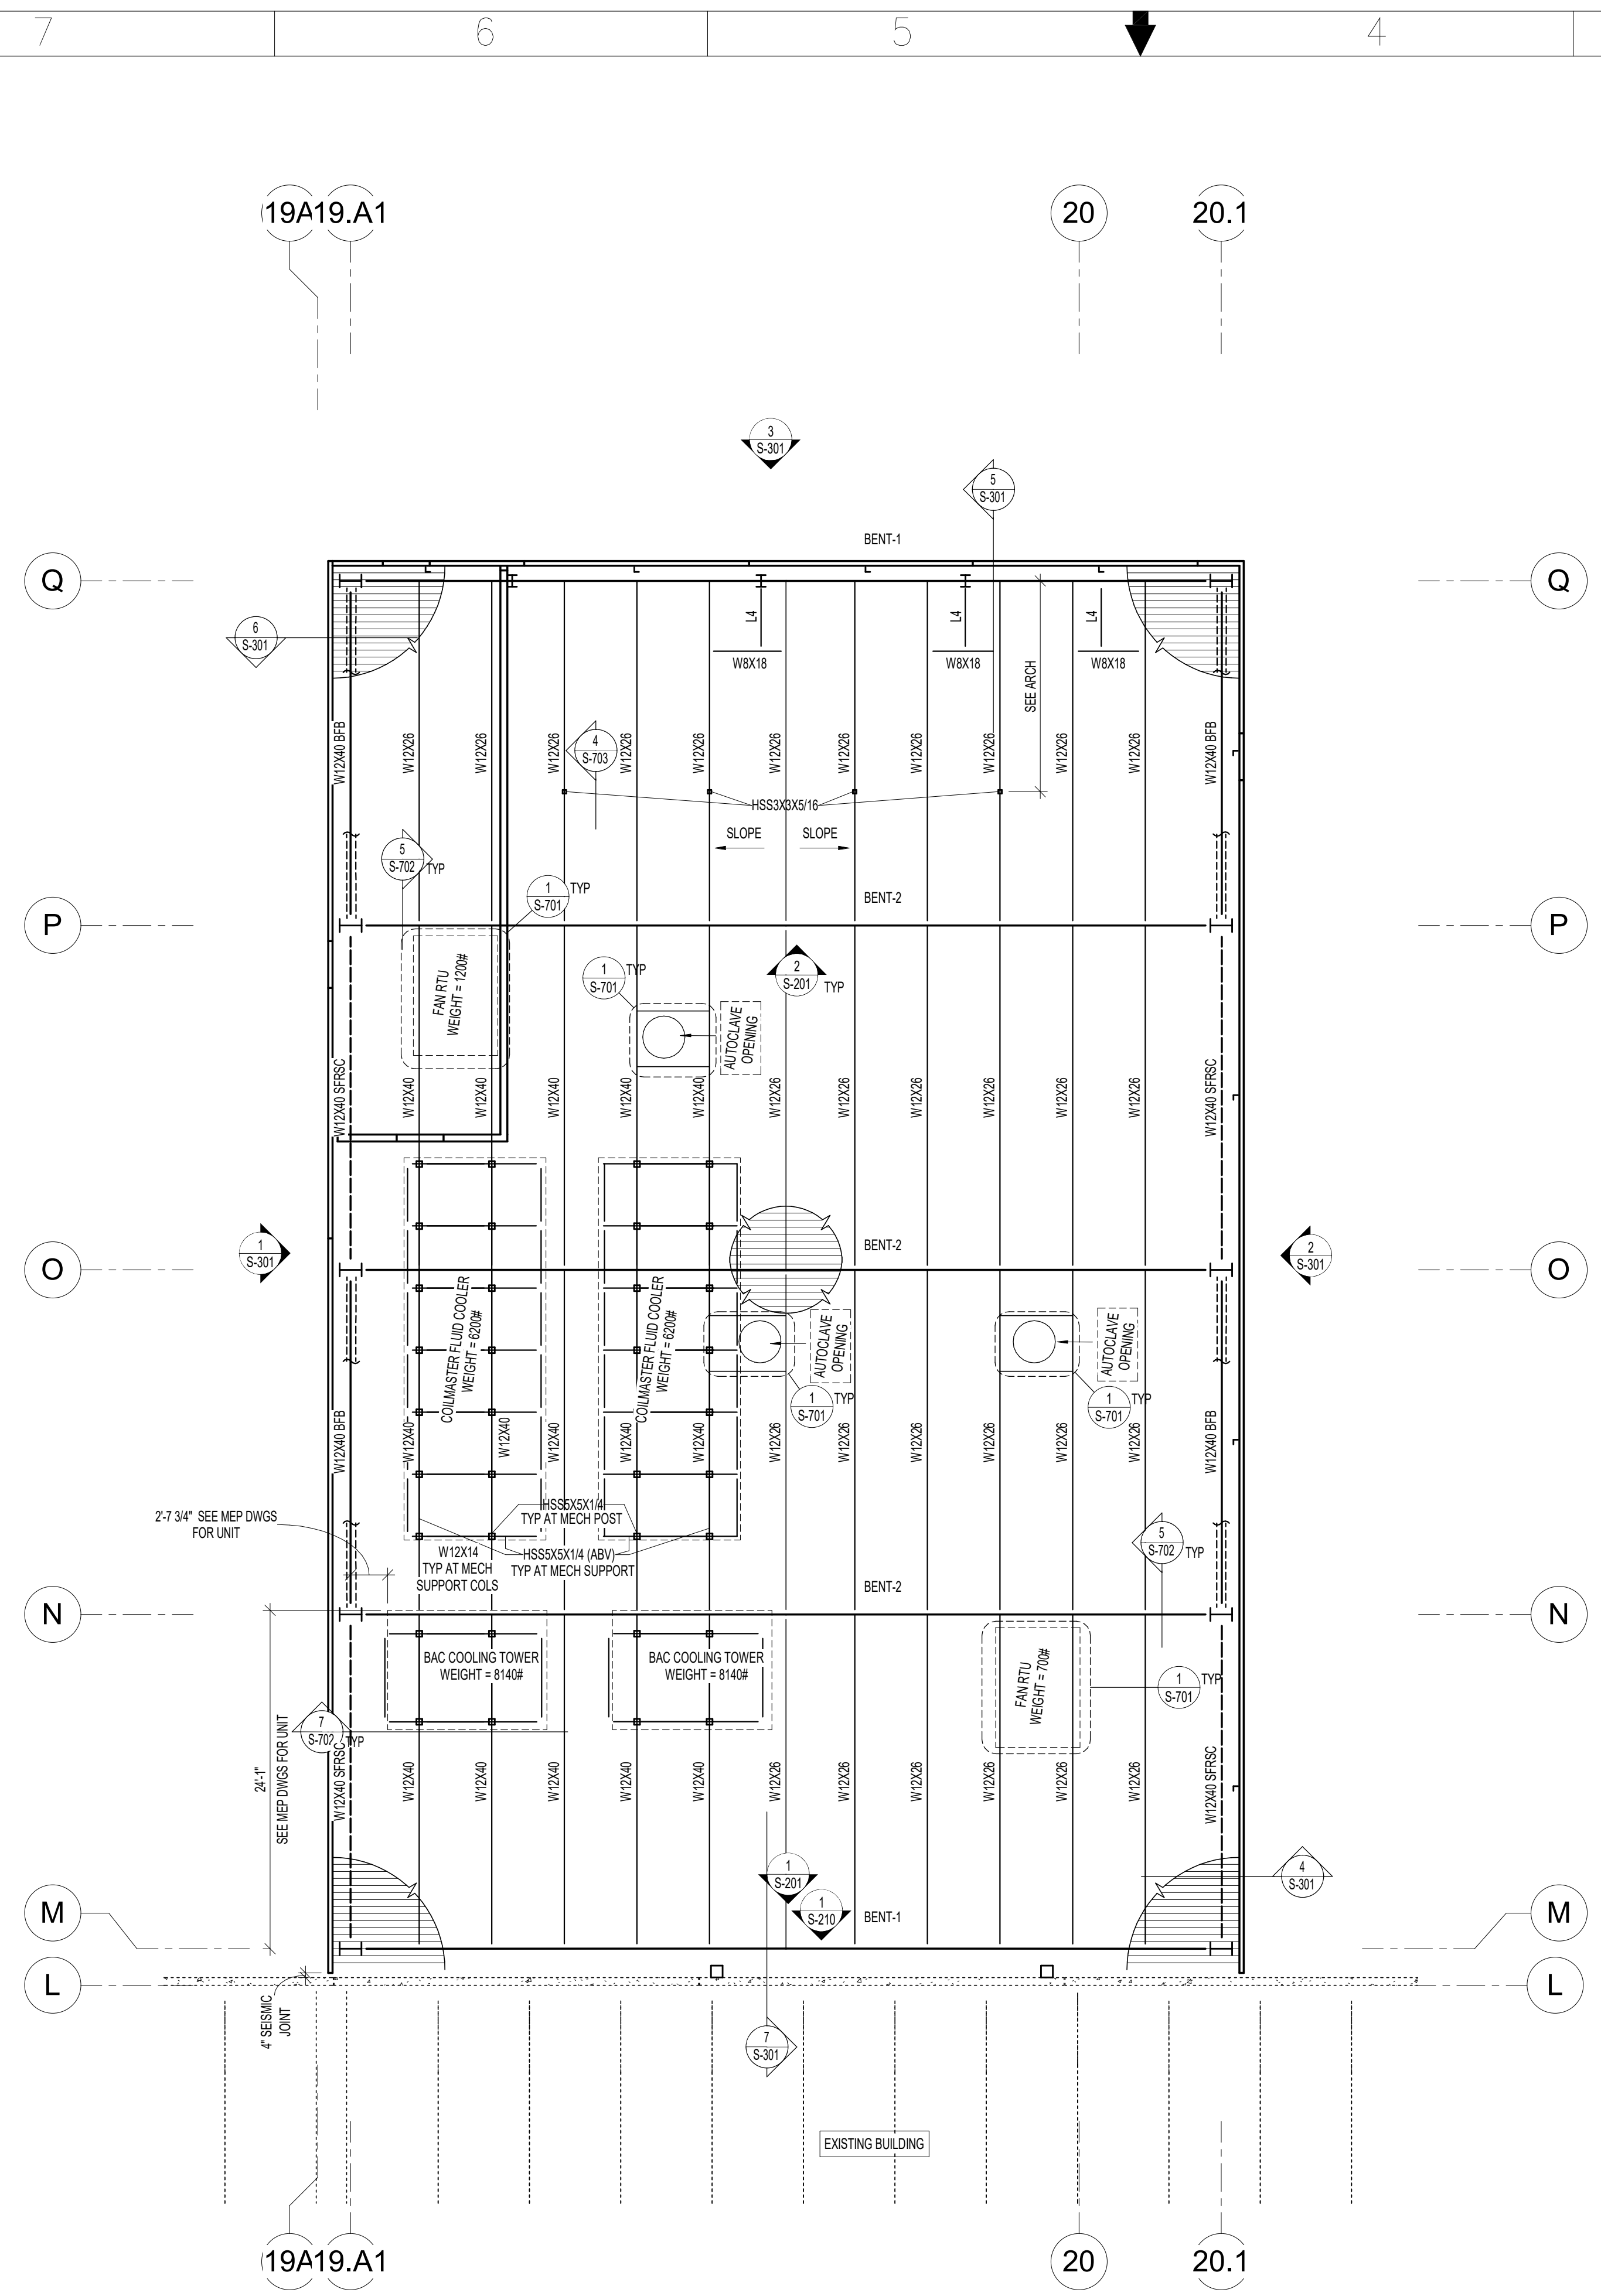 7
6
5
4
19A
19.A1
20
20.1
3
S-301
5
S-301
BENT-1
Q
Q
6
S-301
L4
L4
L4
W8X18
W8X18
W8X18
SEE ARCH
W12X40 BFB
W12X26
W12X26
W12X26
4
S-703
W12X26
W12X26
W12X26
W12X26
W12X26
W12X26
W12X26
W12X26
W12X40 BFB
HSS3X3X5/16
SLOPE
SLOPE
5
S-702
TYP
1
S-701
TYP
BENT-2
P
P
FAN RTU
WEIGHT = 1200#
1
S-701
TYP
2
S-201
TYP
AUTOCLAVE
OPENING
W12X40 SFRSC
W12X40
W12X40
W12X40
W12X40
W12X40
W12X26
W12X26
W12X26
W12X26
W12X26
W12X26
W12X40 SFRSC
1
S-301
BENT-2
2
S-301
O
O
COILMASTER FLUID COOLER
WEIGHT = 6200#
COILMASTER FLUID COOLER
WEIGHT = 6200#
AUTOCLAVE
OPENING
AUTOCLAVE
OPENING
1
S-701
TYP
1
S-701
TYP
W12X40 BFB
W12X40
W12X40
W12X40
W12X40
W12X40
W12X26
W12X26
W12X26
W12X26
W12X26
W12X26
W12X40 BFB
2'-7 3/4" SEE MEP DWGS
FOR UNIT
HSS5X5X1/4
TYP AT MECH POST
W12X14
TYP AT MECH
SUPPORT COLS
HSS5X5X1/4 (ABV)
TYP AT MECH SUPPORT
5
S-702
TYP
BENT-2
N
N
BAC COOLING TOWER
WEIGHT = 8140#
BAC COOLING TOWER
WEIGHT = 8140#
FAN RTU
WEIGHT = 700#
1
S-701
TYP
7
S-702
TYP
24'-1"
SEE MEP DWGS FOR UNIT
W12X40 SFRSC
W12X40
W12X40
W12X40
W12X40
W12X40
W12X26
W12X26
W12X26
W12X26
W12X26
W12X26
W12X40 SFRSC
1
S-201
4
S-301
1
S-210
BENT-1
M
M
L
L
4" SEISMIC
JOINT
7
S-301
EXISTING BUILDING
19A
19.A1
20
20.1